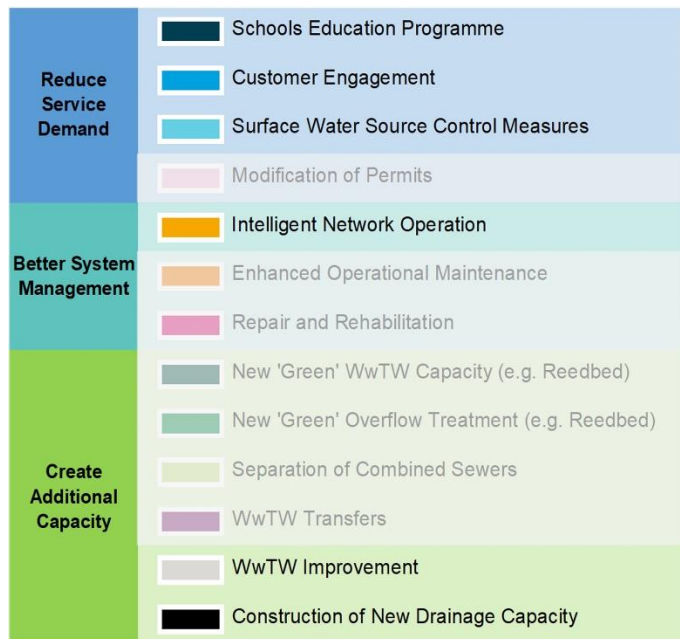 Reduce
Service
Demand
Schools Education Programme
Customer Engagement
Surface Water Source Control Measures
Modification of Permits
Better System
Management
Intelligent Network Operation
Enhanced Operational Maintenance
Repair and Rehabilitation
Create
Additional
Capacity
New 'Green' WwTW Capacity (e.g. Reedbed)
New 'Green' Overflow Treatment (e.g. Reedbed)
Separation of Combined Sewers
WwTW Transfers
WwTW Improvement
Construction of New Drainage Capacity